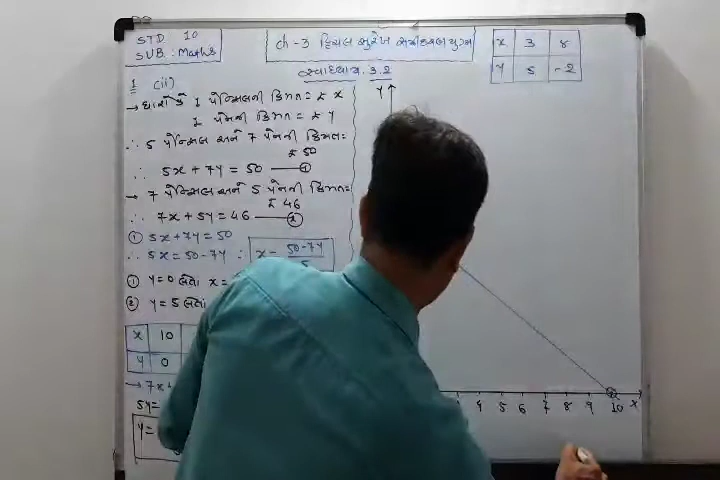 STD 10
SUB : Maths
ch-3 દ્વિચલ સુરેખ સમીકરણ યુગ્મ
x 3 8
y 5 -2
સ્વાધ્યાય 3.2
1 (ii)
→ ધારો કે 1 પેન્સિલની કિંમત = ₹ x
1 પેનની કિંમત = ₹ y
∴ 5 પેન્સિલ અને 7 પેનની કિંમત =
₹ 50
∴ 5x + 7y = 50 — ①
→ 7 પેન્સિલ અને 5 પેનની કિંમત =
₹ 46
∴ 7x + 5y = 46 — ②
① 5x + 7y = 50
∴ 5x = 50 - 7y ∴ x = 50-7y
5
① y = 0 લેતા x =
② y = 5 લેતાં
x 10
y 0
→ 7x +
5y =
y =
Y
4 5 6 7 8 9 10 X